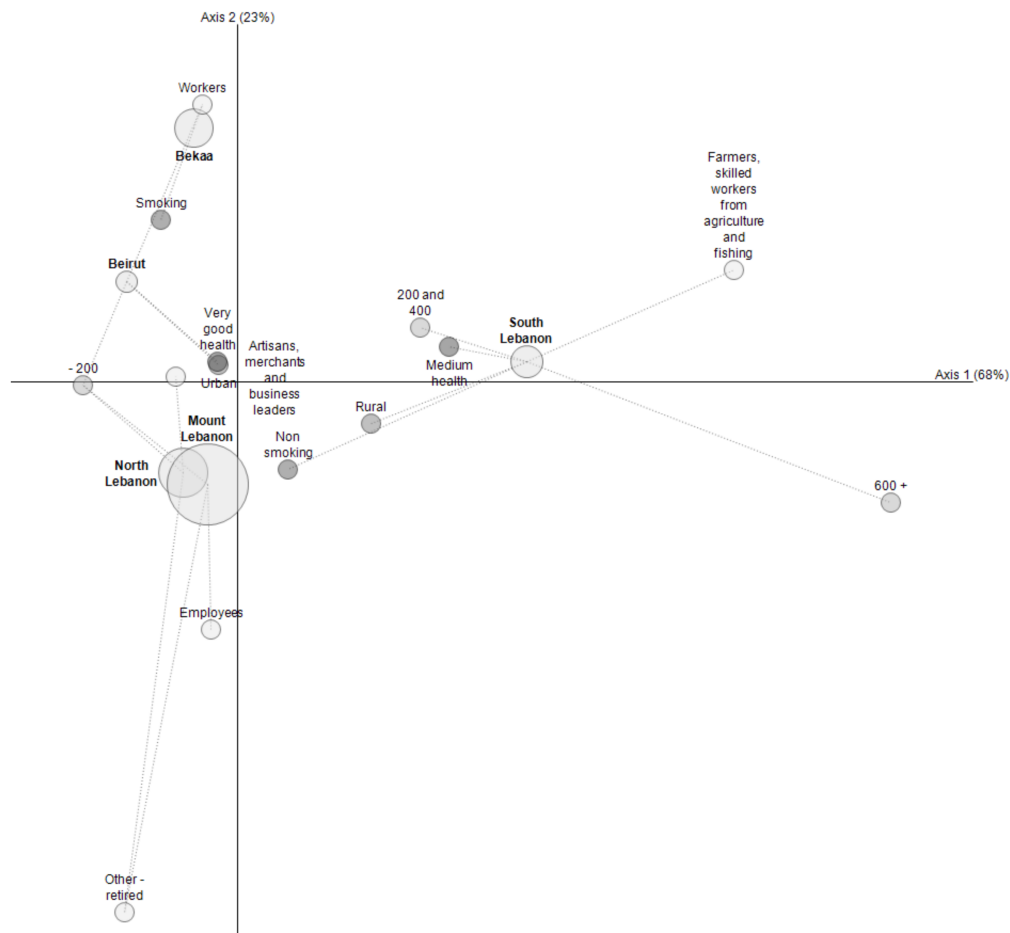 Axis 2 (23%)
Workers
Bekaa
Smoking
Beirut
Farmers,
skilled
workers
from
agriculture
and
fishing
200 and
400
South
Lebanon
Very
good
health
Artisans,
merchants
and
business
leaders
Medium
health
- 200
Urban
Axis 1 (68%)
Rural
Mount
Lebanon
Non
smoking
North
Lebanon
600 +
Employees
Other -
retired